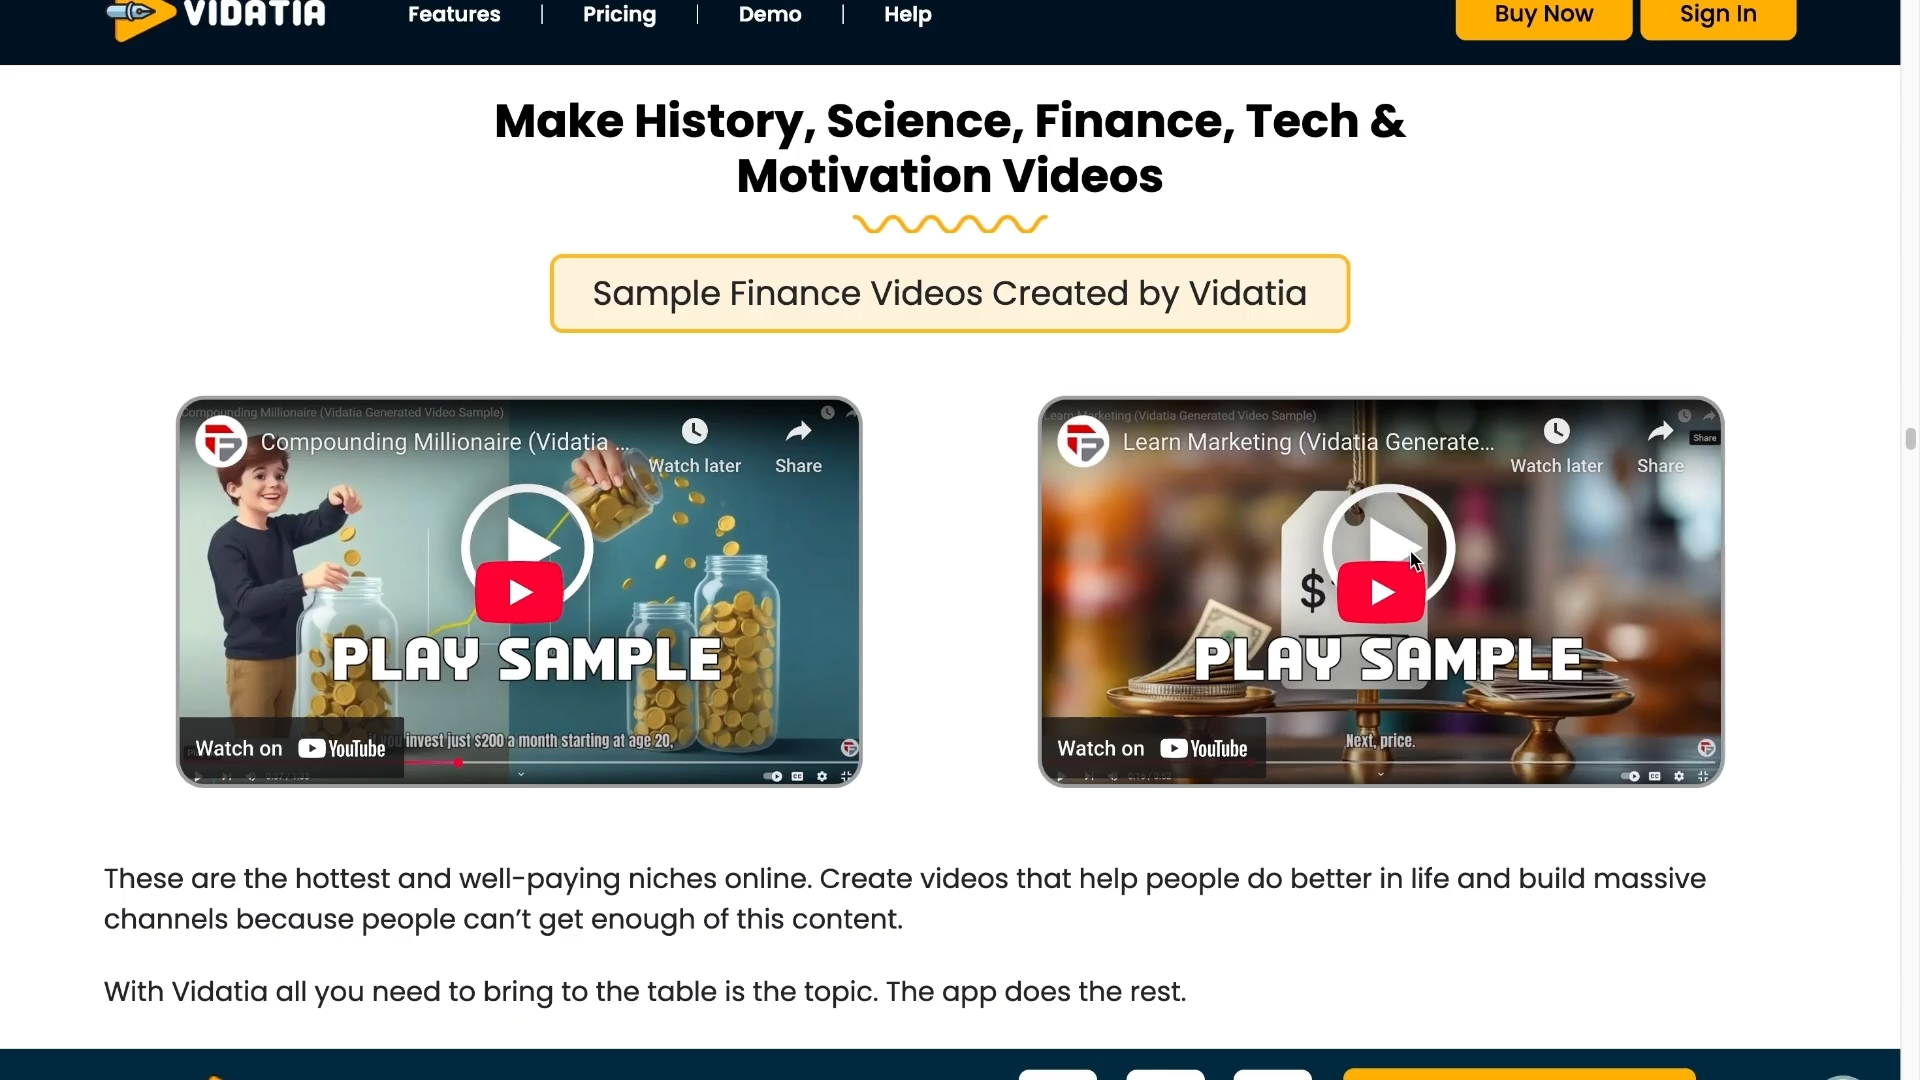 VIDATIA
Features | Pricing | Demo | Help
Buy Now
Sign In
Make History, Science, Finance, Tech &
Motivation Videos
Sample Finance Videos Created by Vidatia
Compounding Millionaire (Vidatia Generated Video Sample)
Compounding Millionaire (Vidatia ...
Watch later
Share
PLAY SAMPLE
invest just $200 a month starting at age 20,
Watch on YouTube
Learn Marketing (Vidatia Generated Video Sample)
Share
Learn Marketing (Vidatia Generate...
Watch later
Share
$
PLAY SAMPLE
Next, price.
Watch on YouTube
These are the hottest and well-paying niches online. Create videos that help people do better in life and build massive
channels because people can't get enough of this content.
With Vidatia all you need to bring to the table is the topic. The app does the rest.